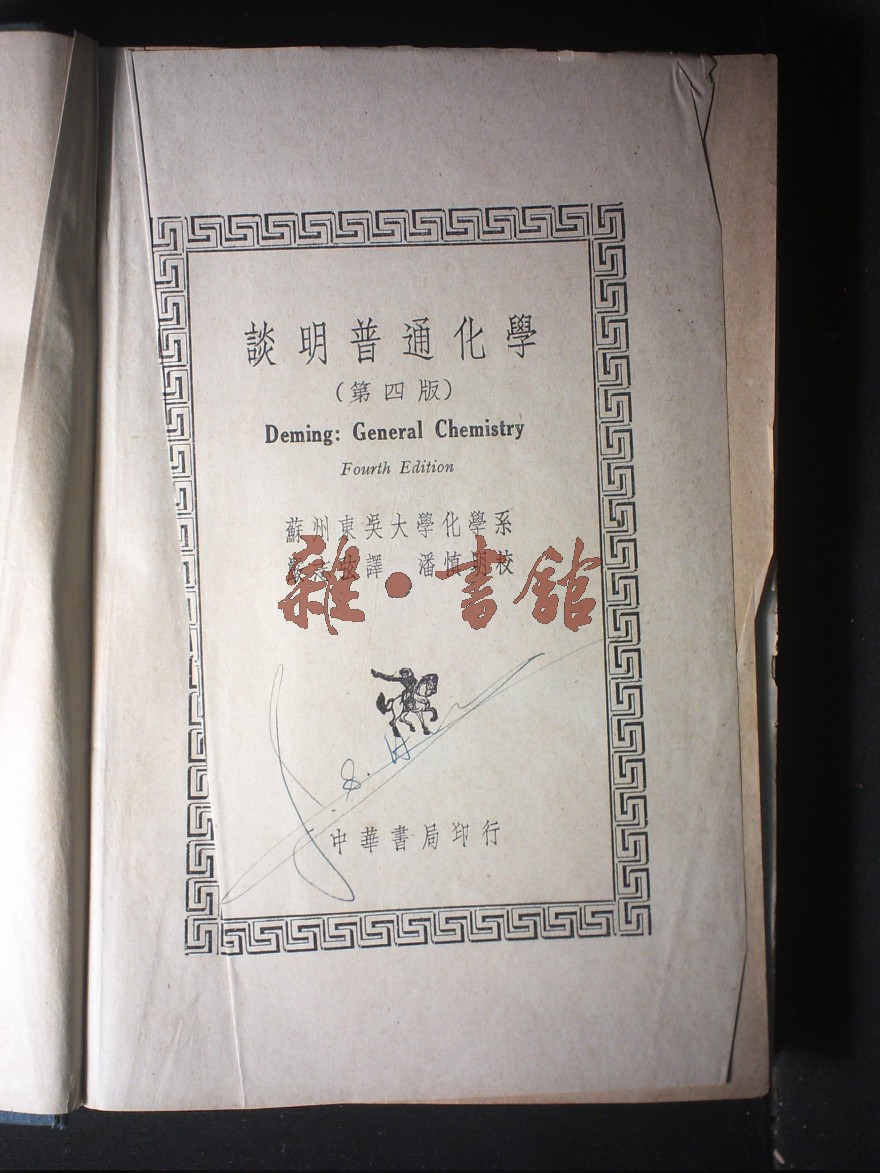 談明普通化學
（第四版）
Deming: General Chemistry
Fourth Edition
蘇州東吳大學化學系
譯 潘慎明校
雜·書館
中華書局印行